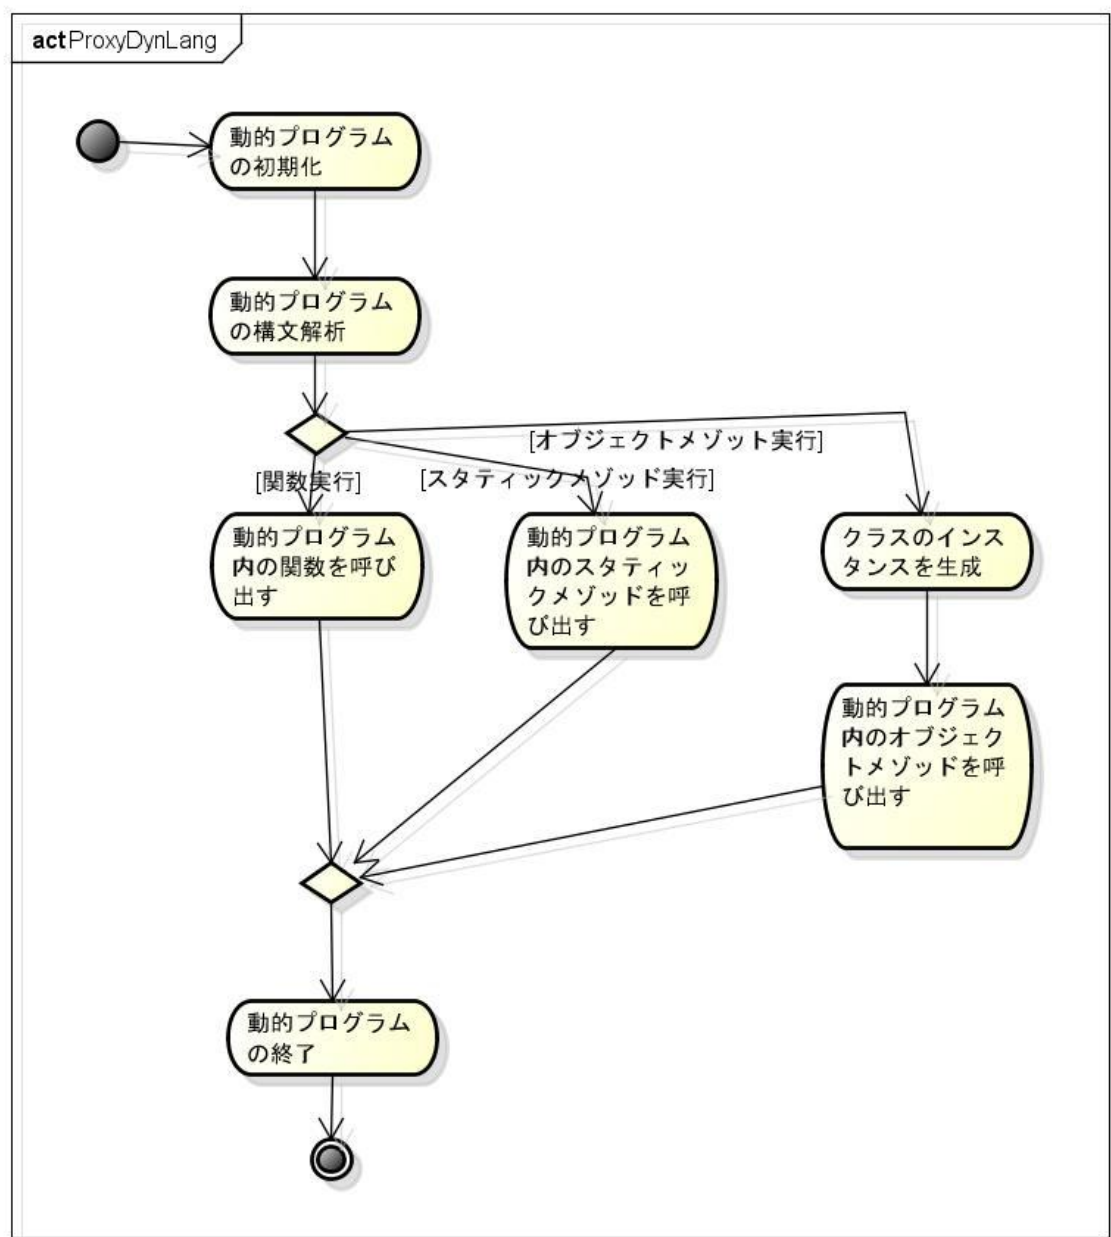 actProxyDynLang
動的プログラム
の初期化
動的プログラム
の構文解析
[オブジェクトメゾット実行]
[関数実行]
[スタティックメゾッド実行]
動的プログラム
内の関数を呼び
出す
動的プログラム
内のスタティッ
クメゾッドを呼
び出す
クラスのインス
タンスを生成
動的プログラム
内のオブジェク
トメゾッドを呼
び出す
動的プログラム
の終了